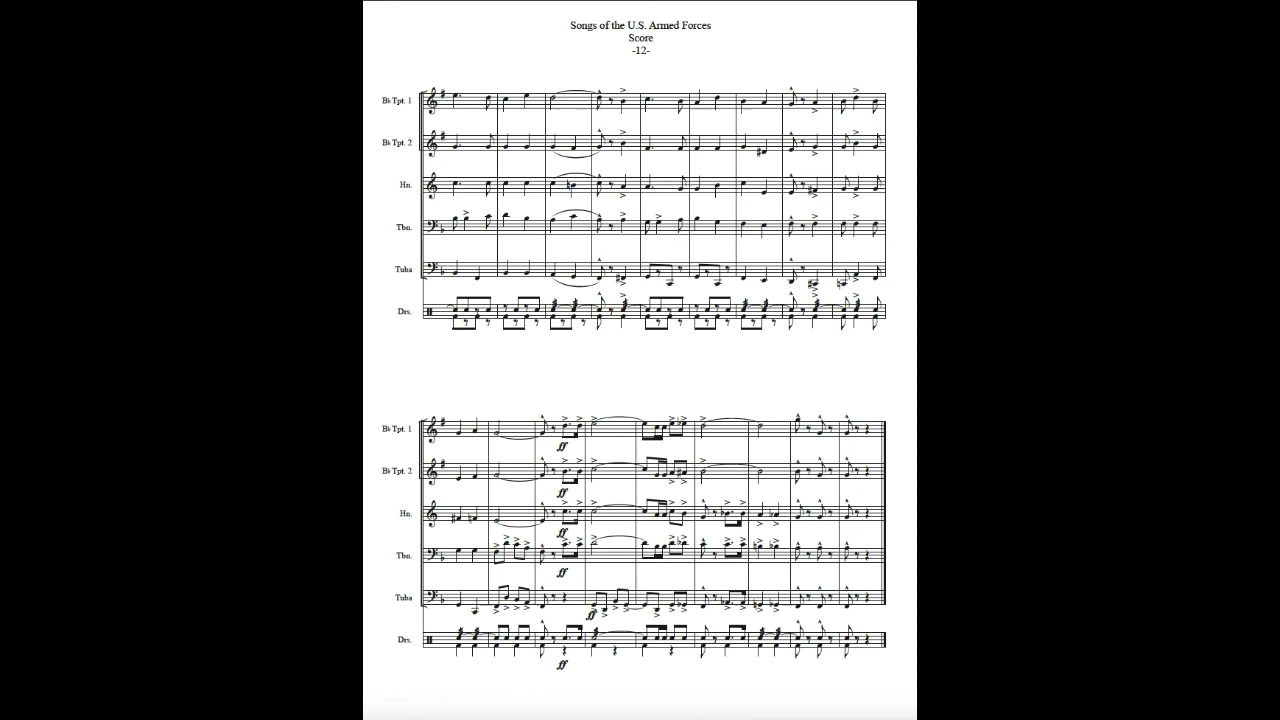 Songs of the U.S. Armed Forces
Score
-12-
B♭ Tpt. 1
B♭ Tpt. 2
Hn.
Tbn.
Tuba
Drs.
B♭ Tpt. 1
ff
B♭ Tpt. 2
ff
Hn.
ff
Tbn.
ff
Tuba
ff
Drs.
ff